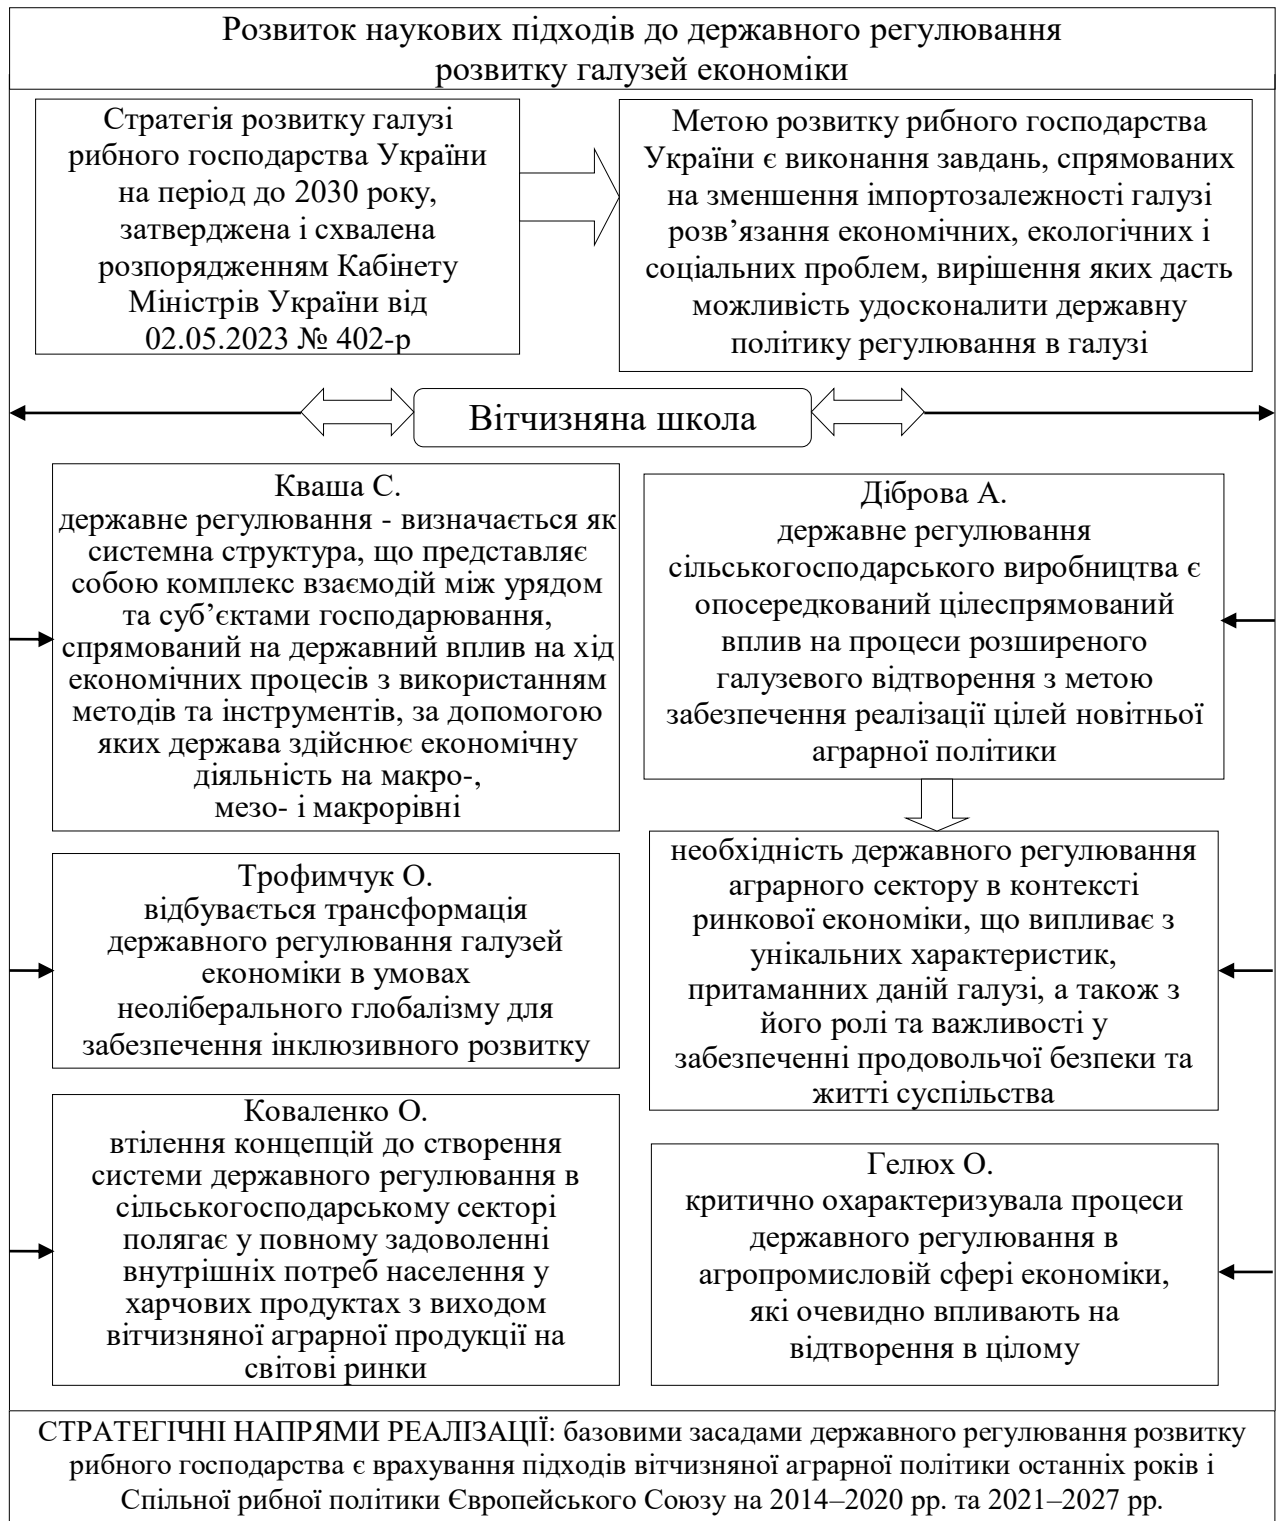 Розвиток наукових підходів до державного регулювання
розвитку галузей економіки
Стратегія розвитку галузі
рибного господарства України
на період до 2030 року,
затверджена і схвалена
розпорядженням Кабінету
Міністрів України від
02.05.2023 № 402-р
Метою розвитку рибного господарства
України є виконання завдань, спрямованих
на зменшення імпортозалежності галузі
розв’язання економічних, екологічних і
соціальних проблем, вирішення яких дасть
можливість удосконалити державну
політику регулювання в галузі
Вітчизняна школа
Кваша С.
державне регулювання - визначається як
системна структура, що представляє
собою комплекс взаємодій між урядом
та суб’єктами господарювання,
спрямований на державний вплив на хід
економічних процесів з використанням
методів та інструментів, за допомогою
яких держава здійснює економічну
діяльність на макро-,
мезо- і макрорівні
Діброва А.
державне регулювання
сільськогосподарського виробництва є
опосередкований цілеспрямований
вплив на процеси розширеного
галузевого відтворення з метою
забезпечення реалізації цілей новітньої
аграрної політики
необхідність державного регулювання
аграрного сектору в контексті
ринкової економіки, що випливає з
унікальних характеристик,
притаманних даній галузі, а також з
його ролі та важливості у
забезпеченні продовольчої безпеки та
житті суспільства
Трофимчук О.
відбувається трансформація
державного регулювання галузей
економіки в умовах
неоліберального глобалізму для
забезпечення інклюзивного розвитку
Коваленко О.
втілення концепцій до створення
системи державного регулювання в
сільськогосподарському секторі
полягає у повному задоволенні
внутрішніх потреб населення у
харчових продуктах з виходом
вітчизняної аграрної продукції на
світові ринки
Гелюх О.
критично охарактеризувала процеси
державного регулювання в
агропромисловій сфері економіки,
які очевидно впливають на
відтворення в цілому
СТРАТЕГІЧНІ НАПРЯМИ РЕАЛІЗАЦІЇ: базовими засадами державного регулювання розвитку
рибного господарства є врахування підходів вітчизняної аграрної політики останніх років і
Спільної рибної політики Європейського Союзу на 2014–2020 рр. та 2021–2027 рр.